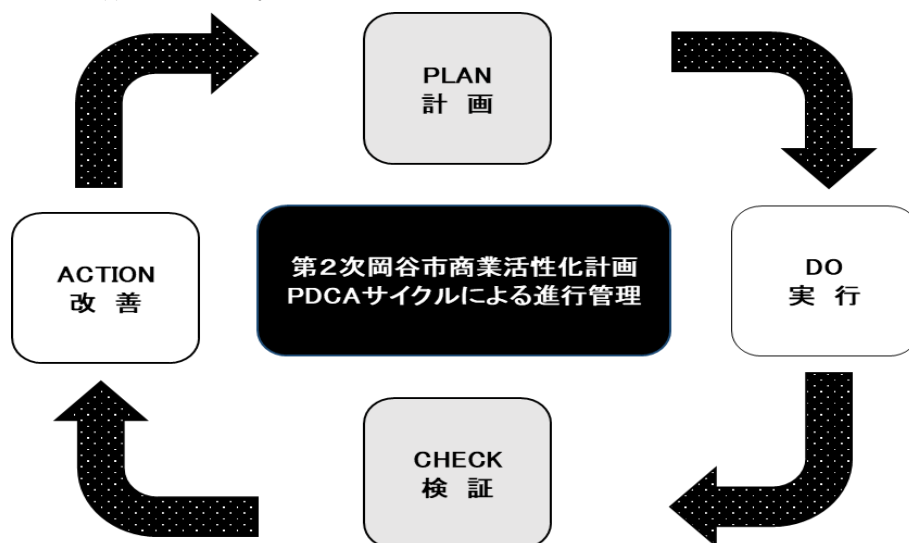 PLAN
計 画
ACTION
改 善
第２次岡谷市商業活性化計画
PDCAサイクルによる進行管理
DO
実 行
CHECK
検 証